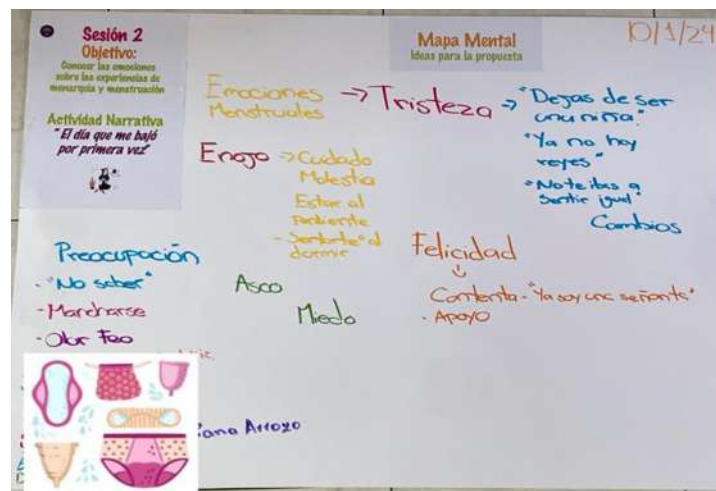 Sesión 2
Objetivo:
Conocer las emociones
sobre las experiencias de
menarquia y menstruación
Actividad Narrativa
"El día que me bajó
por primera vez"
Mapa Mental
Ideas para la propuesta
10/1/24
Emociones
Menstruales
→ Tristeza →
"Dejas de ser
una niña"
"Ya no hay
reyes"
"No te ibas a
sentir igual"
Cambios
Enojo → Cuidado
Molestia
Estar al
pendiente
- Sentarte al
dormir
Preocupación
- "No saber"
- Mancharse
- Olor Feo
Asco
Miedo
Felicidad
Contenta - "Ya soy una señorita"
- Apoyo
Arroyo